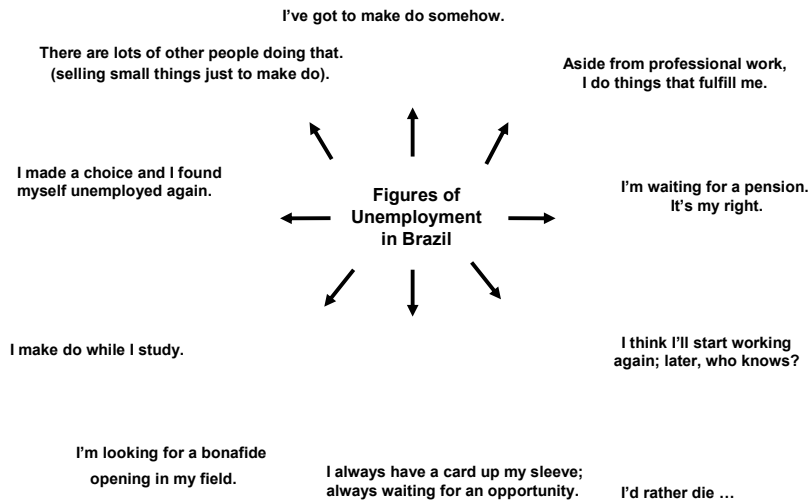 I've got to make do somehow.
There are lots of other people doing that.
(selling small things just to make do).
Aside from professional work,
I do things that fulfill me.
I made a choice and I found
myself unemployed again.
Figures of
Unemployment
in Brazil
I'm waiting for a pension.
It's my right.
I make do while I study.
I think I'll start working
again; later, who knows?
I'm looking for a bonafide
opening in my field.
I always have a card up my sleeve;
always waiting for an opportunity.
I'd rather die …